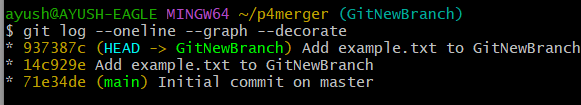 ayush@AYUSH-EAGLE MINGW64 ~/p4merger (GitNewBranch)
$ git log --oneline --graph --decorate
* 937387c (HEAD -> GitNewBranch) Add example.txt to GitNewBranch
* 14c929e Add example.txt to GitNewBranch
* 71e34de (main) Initial commit on master